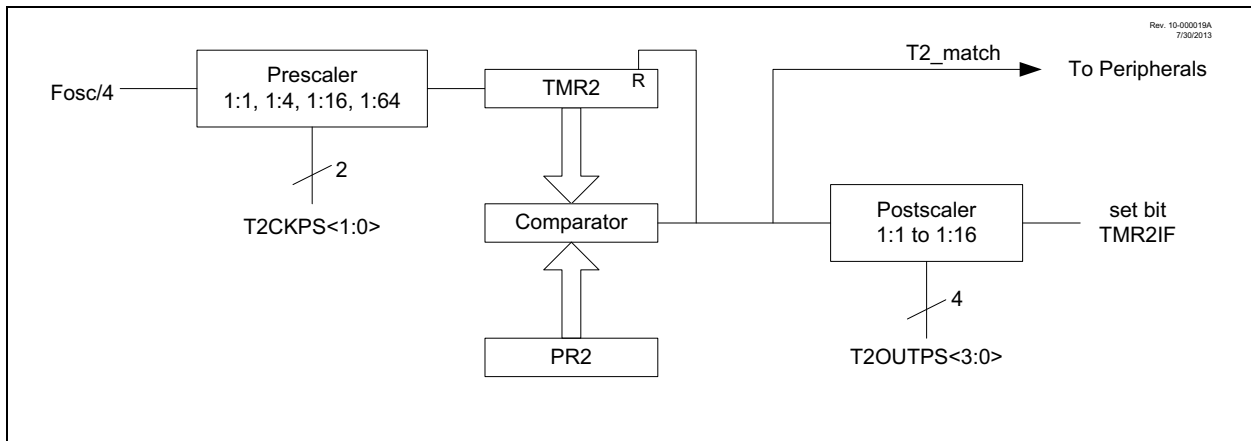 Rev. 10-000019A
7/30/2013
T2_match
To Peripherals
Prescaler
1:1, 1:4, 1:16, 1:64
Fosc/4
TMR2
R
2
T2CKPS<1:0>
Comparator
Postscaler
1:1 to 1:16
set bit
TMR2IF
4
T2OUTPS<3:0>
PR2